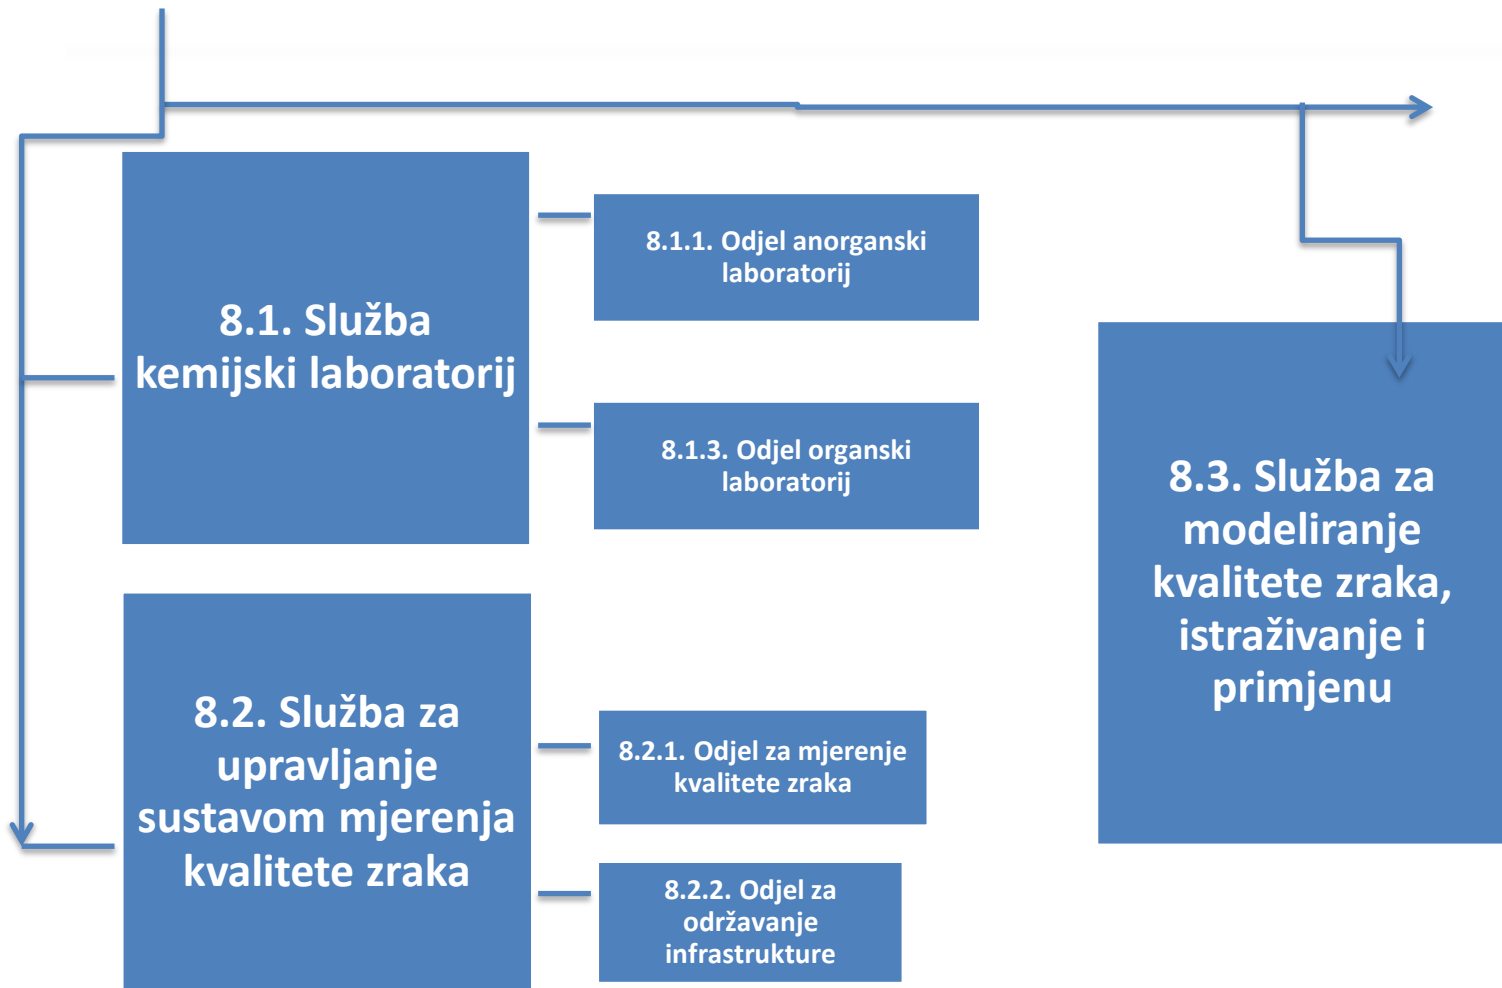 8.1. Služba
kemijski laboratorij
8.1.1. Odjel anorganski
laboratorij
8.1.3. Odjel organski
laboratorij
8.2. Služba za
upravljanje
sustavom mjerenja
kvalitete zraka
8.2.1. Odjel za mjerenje
kvalitete zraka
8.2.2. Odjel za
održavanje
infrastrukture
8.3. Služba za
modeliranje
kvalitete zraka,
istraživanje i
primjenu